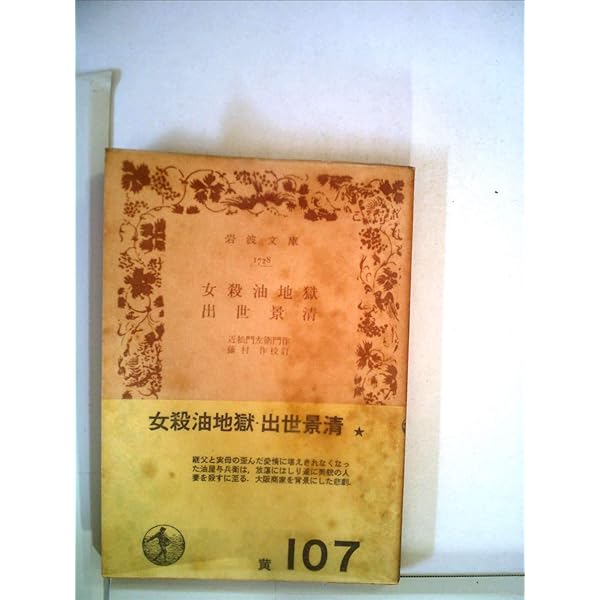 岩波文庫
1728
女殺油地獄
出世景清
近松門左衛門作
藤村 作校訂
女殺油地獄・出世景清 ★
継父と実母の歪んだ愛情に堪えきれなくなっ
た油屋与兵衛は、放蕩にはしり遂に美貌の人
妻を殺すに至る。大阪商家を背景にした悲劇。
黄 107